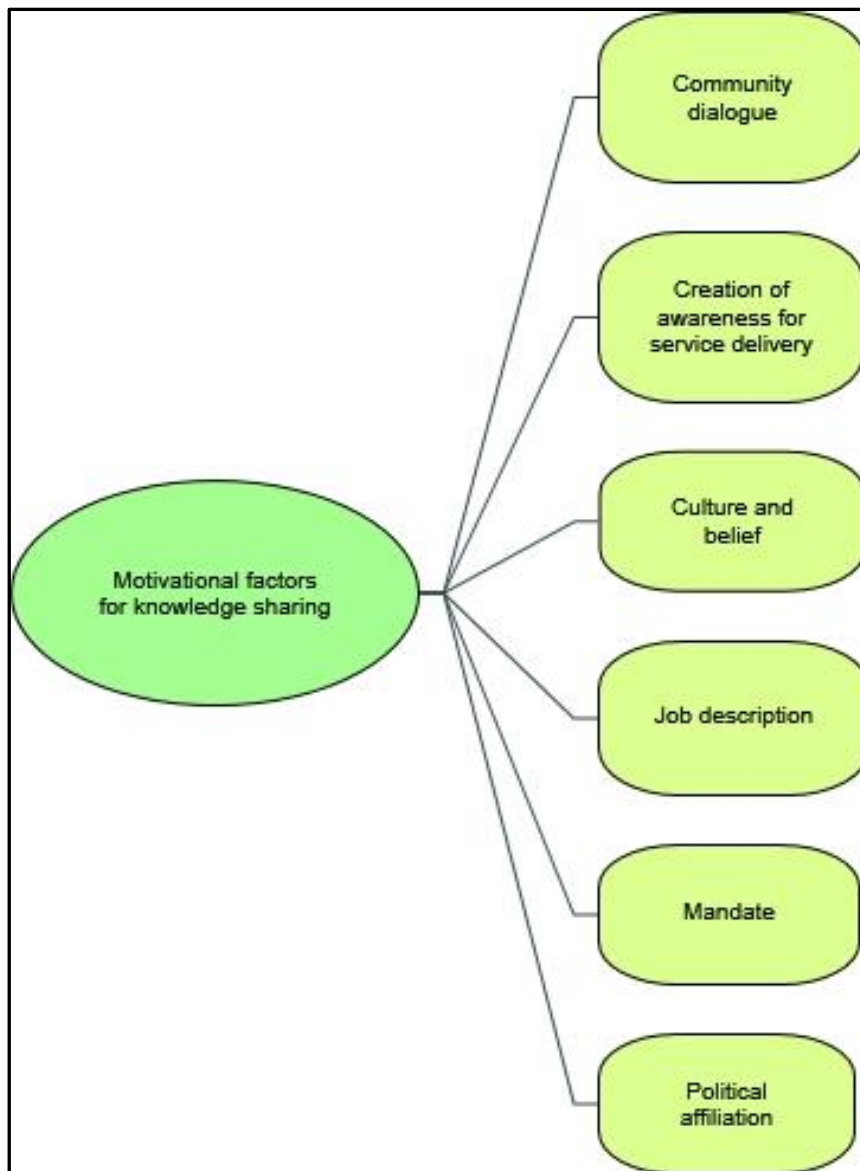 Community
dialogue
Creation of
awareness for
service delivery
Culture and
belief
Motivational factors
for knowledge sharing
Job description
Mandate
Political
affiliation